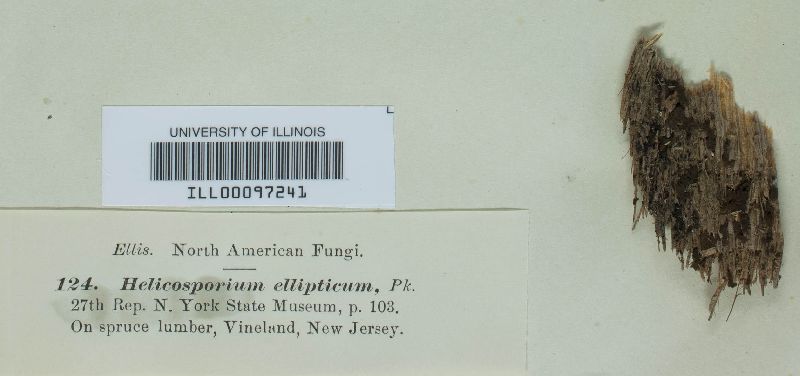 UNIVERSITY OF ILLINOIS
ILL00097241
Ellis. North American Fungi.
124. Helicosporium ellipticum, Pk.
27th Rep. N. York State Museum, p. 103.
On spruce lumber, Vineland, New Jersey.